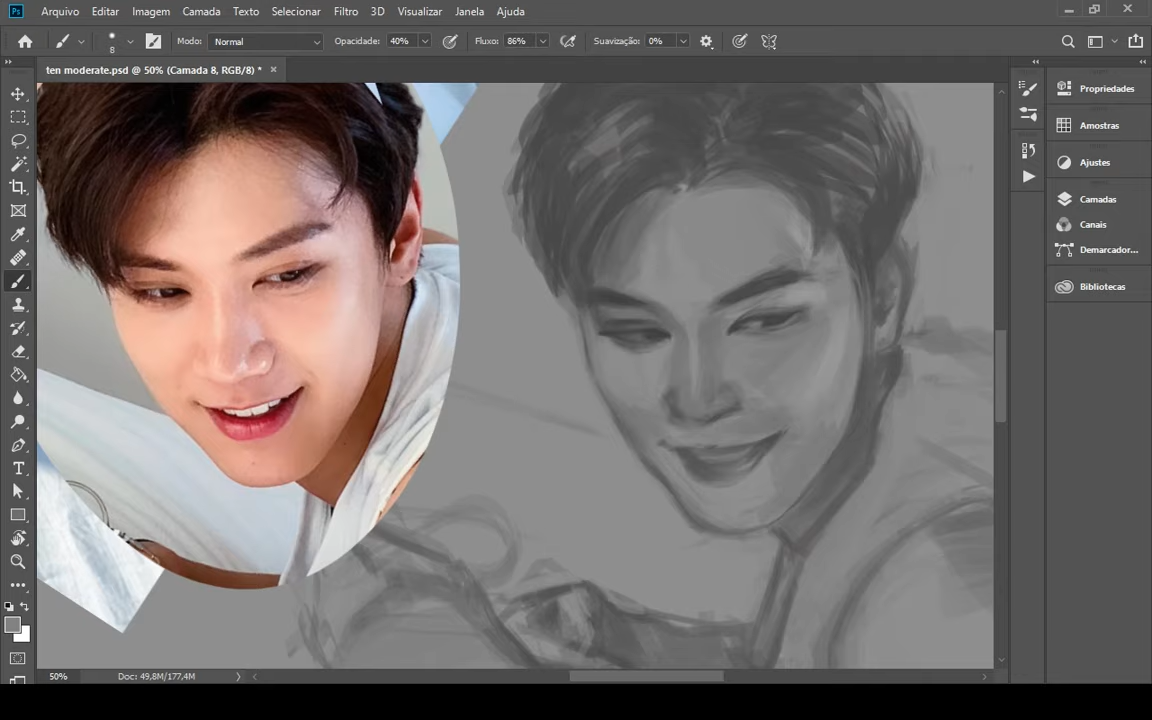 Ps Arquivo Editar Imagem Camada Texto Selecionar Filtro 3D Visualizar Janela Ajuda
8 Modo: Normal Opacidade: 40% Fluxo: 86% Suavização: 0%
ten moderate.psd @ 50% (Camada 8, RGB/8) * ×
Propriedades
Amostras
Ajustes
Camadas
Canais
Demarcador...
Bibliotecas
50% Doc: 49,8M/177,4M